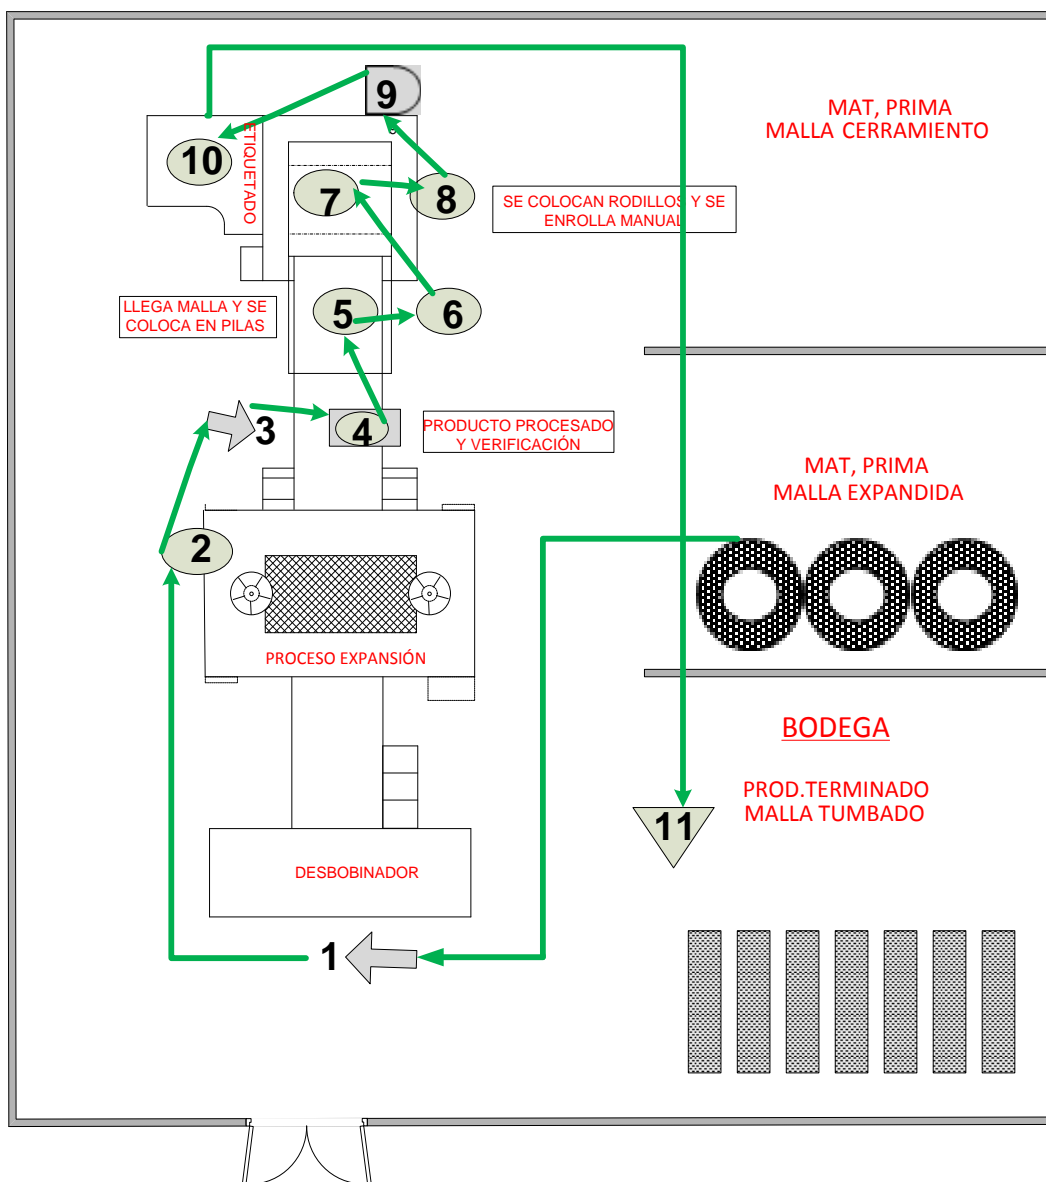 9
MAT, PRIMA
MALLA CERRAMIENTO
ETIQUETADO
10
7
8
SE COLOCAN RODILLOS Y SE
ENROLLA MANUAL
LLEGA MALLA Y SE
COLOCA EN PILAS
5
6
3
4
PRODUCTO PROCESADO
Y VERIFICACIÓN
MAT, PRIMA
MALLA EXPANDIDA
2
PROCESO EXPANSIÓN
BODEGA
PROD.TERMINADO
MALLA TUMBADO
11
DESBOBINADOR
1